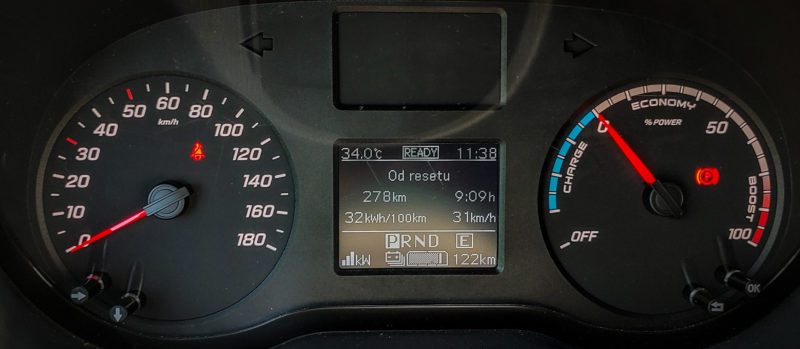 0
10
20
30
40
50
60
80
100
120
140
160
180
km/h
34.0°C READY 11:38
Od resetu
278km 9:09h
32kWh/100km 31km/h
PRND E
kW 122km
OFF
CHARGE
0
ECONOMY
% POWER
50
BOOST
100
P
OK